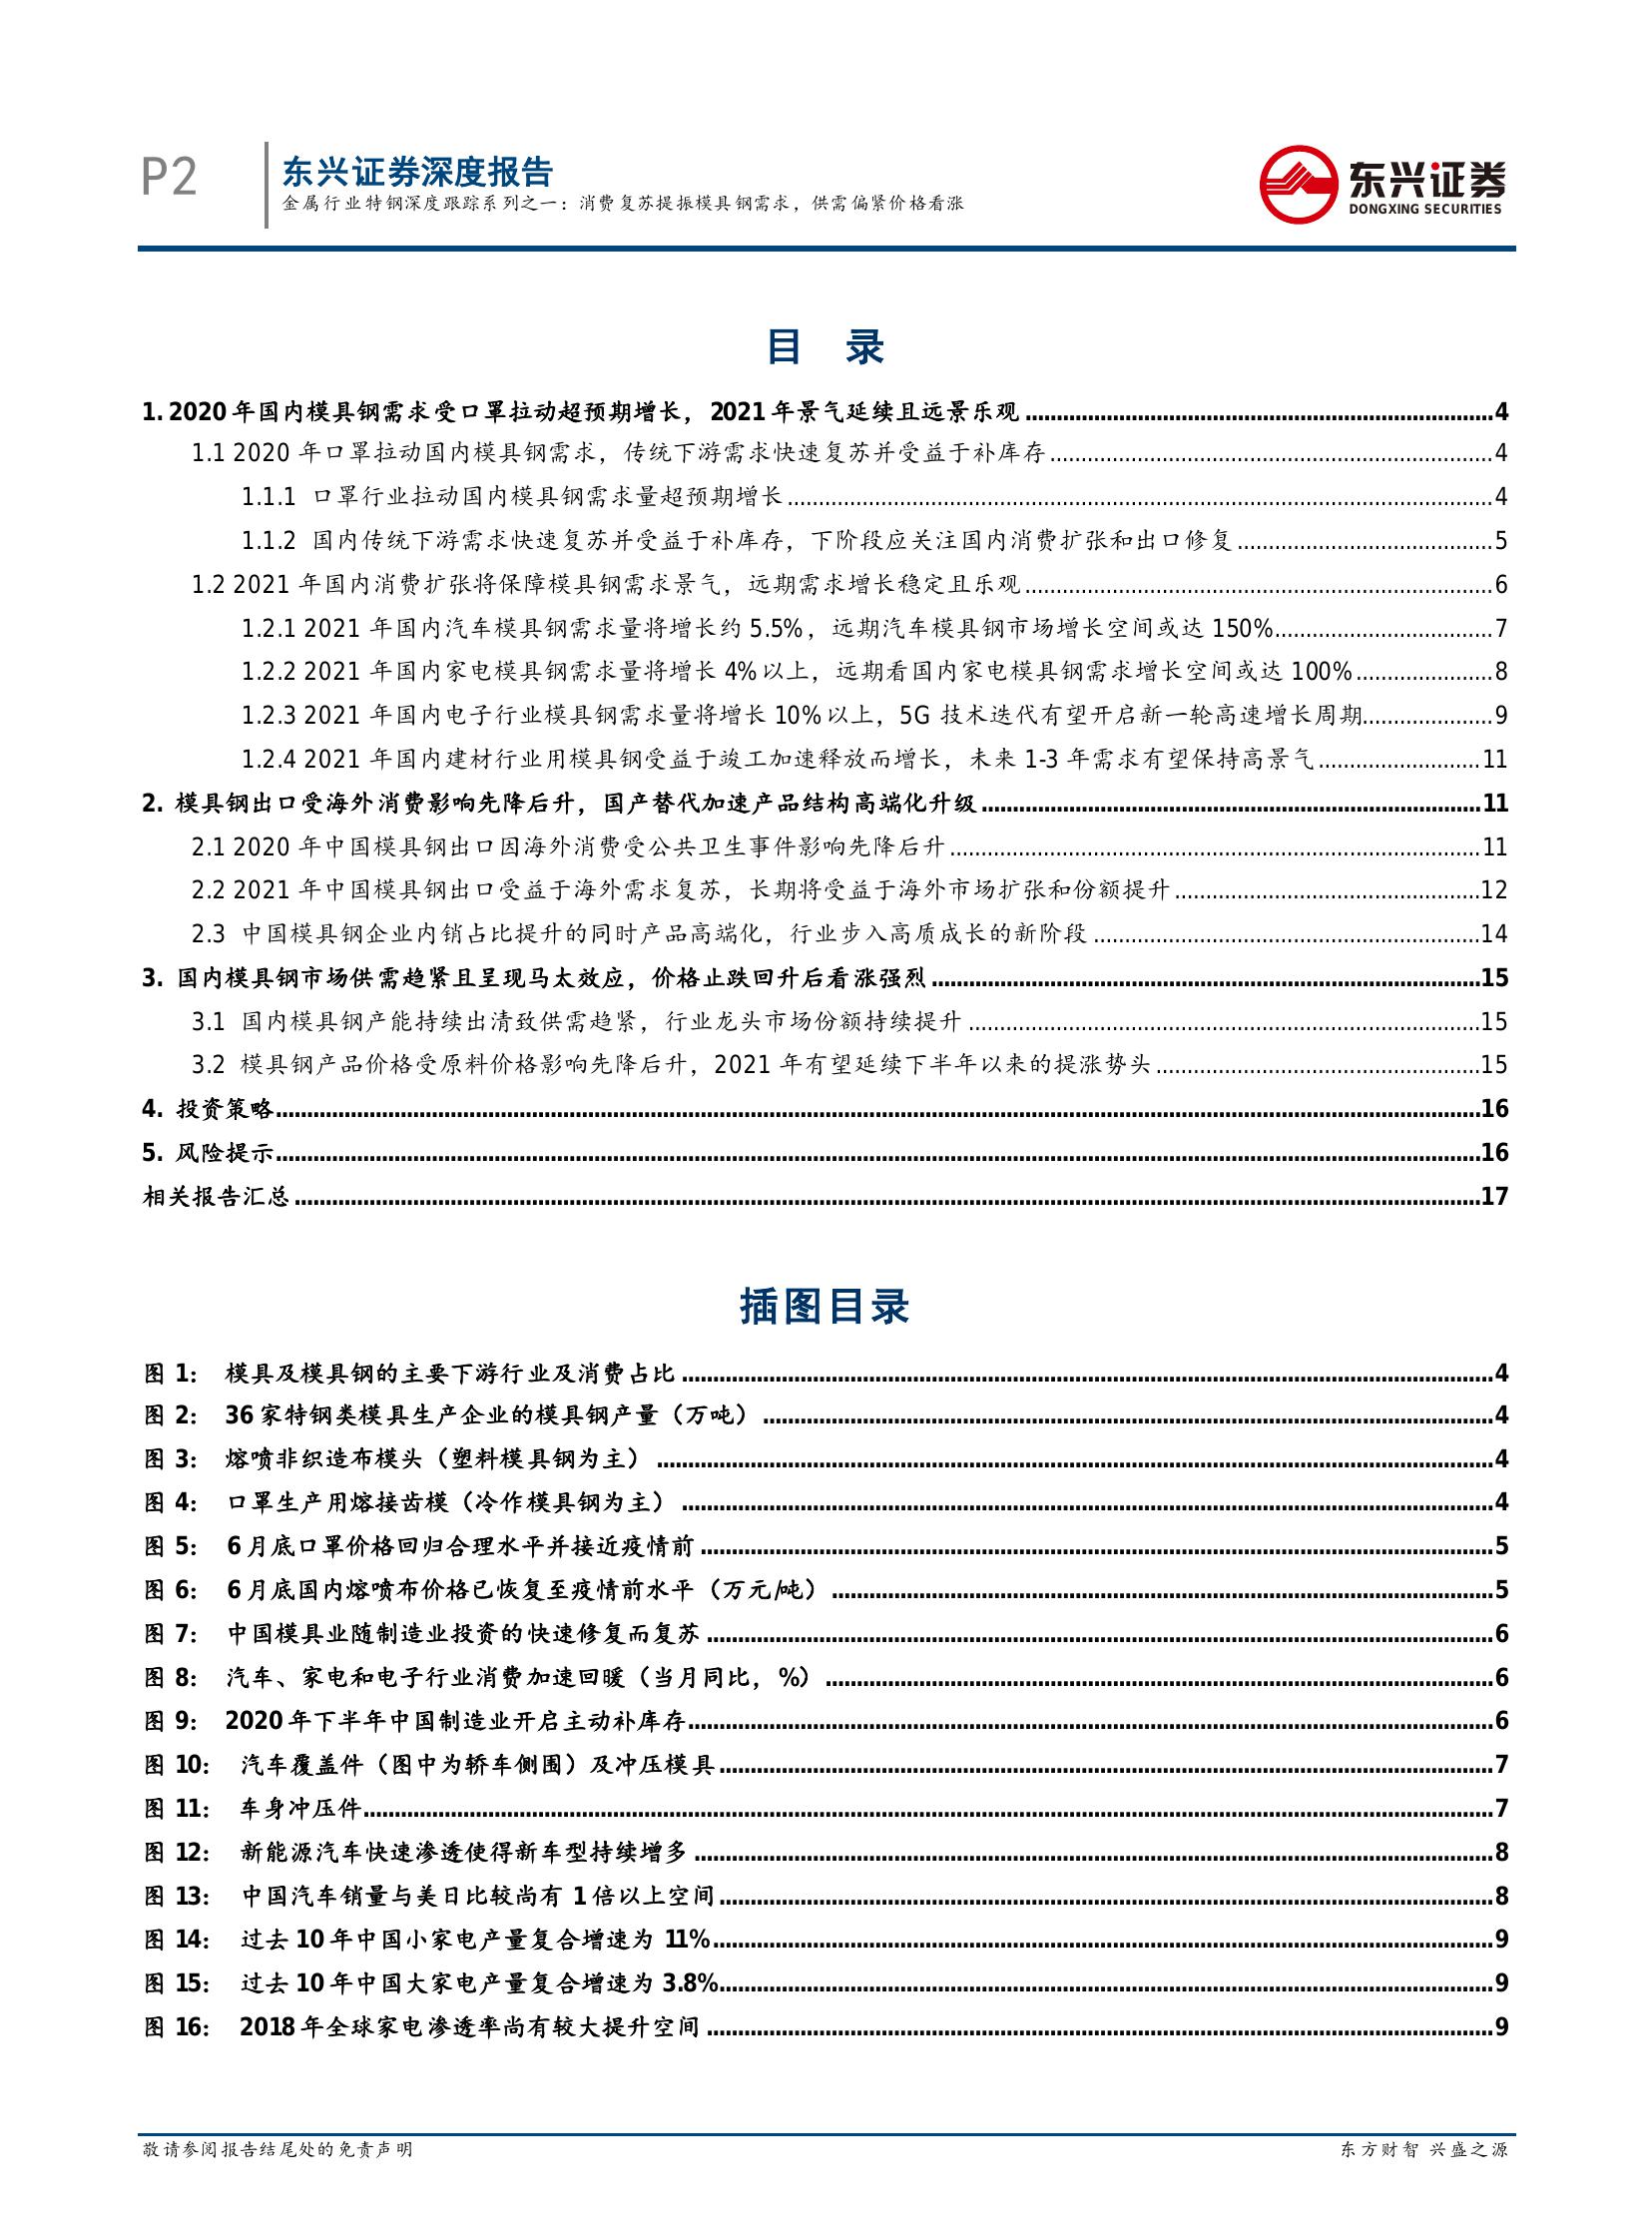 P2
东兴证券深度报告
金属行业特钢深度跟踪系列之一：消费复苏提振模具钢需求，供需偏紧价格看涨
东兴证券
DONGXING SECURITIES
目 录
1. 2020 年国内模具钢需求受口罩拉动超预期增长，2021 年景气延续且远景乐观 ........ 4
1.1 2020 年口罩拉动国内模具钢需求，传统下游需求快速复苏并受益于补库存 ........ 4
1.1.1 口罩行业拉动国内模具钢需求量超预期增长 ........ 4
1.1.2 国内传统下游需求快速复苏并受益于补库存，下阶段应关注国内消费扩张和出口修复 ........ 5
1.2 2021 年国内消费扩张将保障模具钢需求景气，远期需求增长稳定且乐观 ........ 6
1.2.1 2021 年国内汽车模具钢需求量将增长约 5.5%，远期汽车模具钢市场增长空间或达 150% ........ 7
1.2.2 2021 年国内家电模具钢需求量将增长 4%以上，远期看国内家电模具钢需求增长空间或达 100% ........ 8
1.2.3 2021 年国内电子行业模具钢需求量将增长 10%以上，5G 技术迭代有望开启新一轮高速增长周期 ........ 9
1.2.4 2021 年国内建材行业用模具钢受益于竣工加速释放而增长，未来 1-3 年需求有望保持高景气 ........ 11
2. 模具钢出口受海外消费影响先降后升，国产替代加速产品结构高端化升级 ........ 11
2.1 2020 年中国模具钢出口因海外消费受公共卫生事件影响先降后升 ........ 11
2.2 2021 年中国模具钢出口受益于海外需求复苏，长期将受益于海外市场扩张和份额提升 ........ 12
2.3 中国模具钢企业内销占比提升的同时产品高端化，行业步入高质成长的新阶段 ........ 14
3. 国内模具钢市场供需趋紧且呈现马太效应，价格止跌回升后看涨强烈 ........ 15
3.1 国内模具钢产能持续出清致供需趋紧，行业龙头市场份额持续提升 ........ 15
3.2 模具钢产品价格受原料价格影响先降后升，2021 年有望延续下半年以来的提涨势头 ........ 15
4. 投资策略 ........ 16
5. 风险提示 ........ 16
相关报告汇总 ........ 17
插图目录
图 1： 模具及模具钢的主要下游行业及消费占比 ........ 4
图 2： 36 家特钢类模具生产企业的模具钢产量（万吨） ........ 4
图 3： 熔喷非织造布模头（塑料模具钢为主） ........ 4
图 4： 口罩生产用熔接齿模（冷作模具钢为主） ........ 4
图 5： 6 月底口罩价格回归合理水平并接近疫情前 ........ 5
图 6： 6 月底国内熔喷布价格已恢复至疫情前水平（万元/吨） ........ 5
图 7： 中国模具业随制造业投资的快速修复而复苏 ........ 6
图 8： 汽车、家电和电子行业消费加速回暖（当月同比，%） ........ 6
图 9： 2020 年下半年中国制造业开启主动补库存 ........ 6
图 10： 汽车覆盖件（图中为轿车侧围）及冲压模具 ........ 7
图 11： 车身冲压件 ........ 7
图 12： 新能源汽车快速渗透使得新车型持续增多 ........ 8
图 13： 中国汽车销量与美日比较尚有 1 倍以上空间 ........ 8
图 14： 过去 10 年中国小家电产量复合增速为 11% ........ 9
图 15： 过去 10 年中国大家电产量复合增速为 3.8% ........ 9
图 16： 2018 年全球家电渗透率尚有较大提升空间 ........ 9
敬请参阅报告结尾处的免责声明
东方财智 兴盛之源